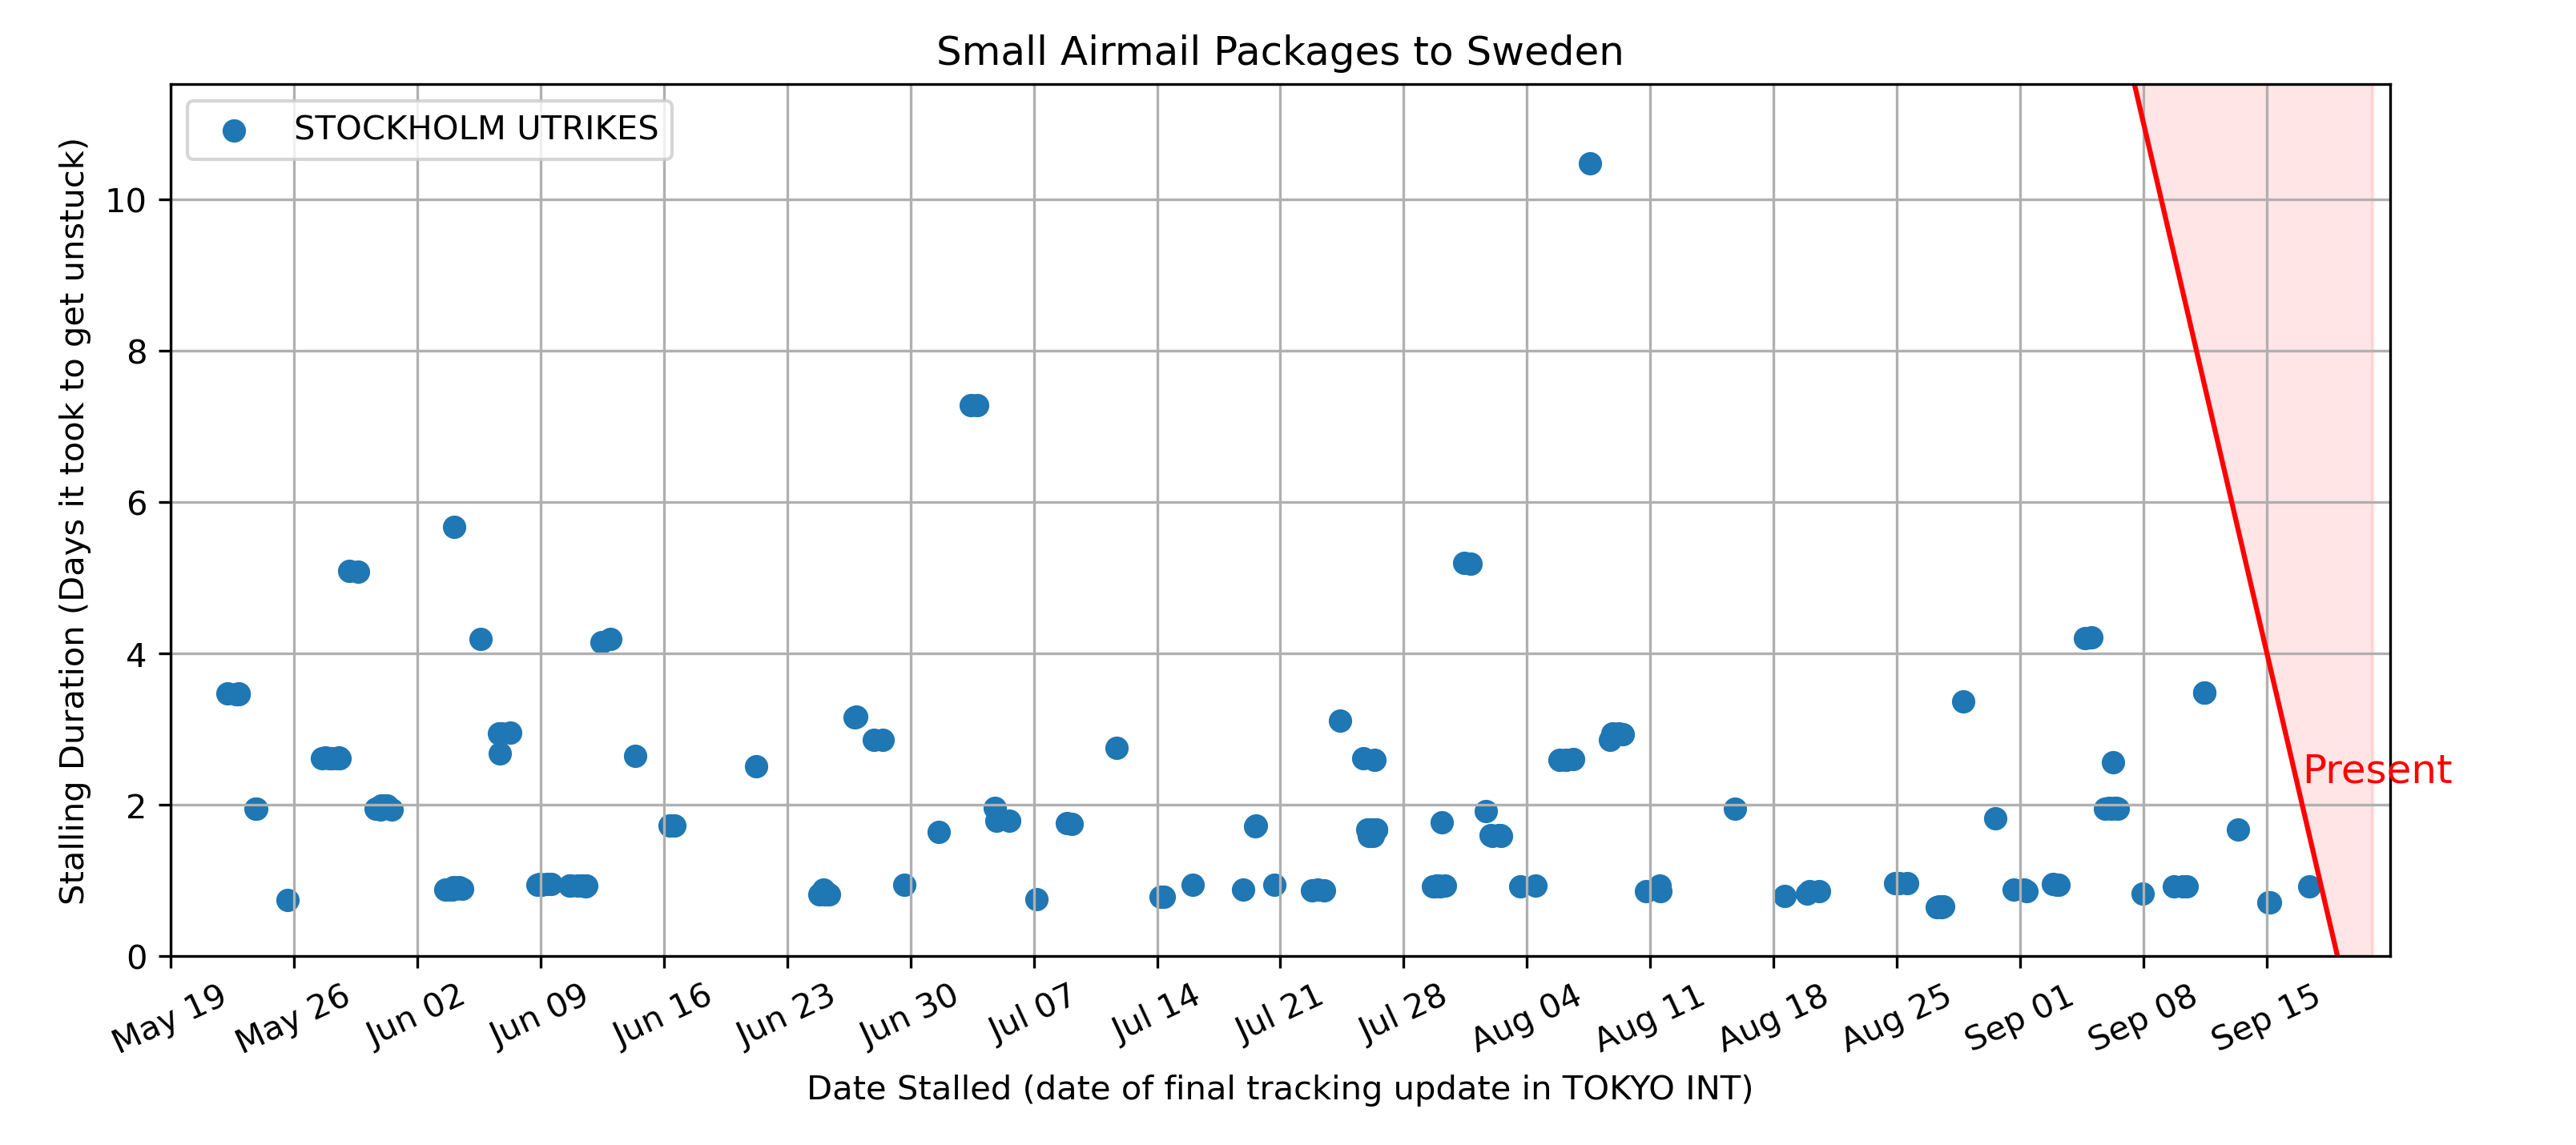 Small Airmail Packages to Sweden
STOCKHOLM UTRIKES
Stalling Duration (Days it took to get unstuck)
10
8
6
4
2
0
Present
May 19
May 26
Jun 02
Jun 09
Jun 16
Jun 23
Jun 30
Jul 07
Jul 14
Jul 21
Jul 28
Aug 04
Aug 11
Aug 18
Aug 25
Sep 01
Sep 08
Sep 15
Date Stalled (date of final tracking update in TOKYO INT)